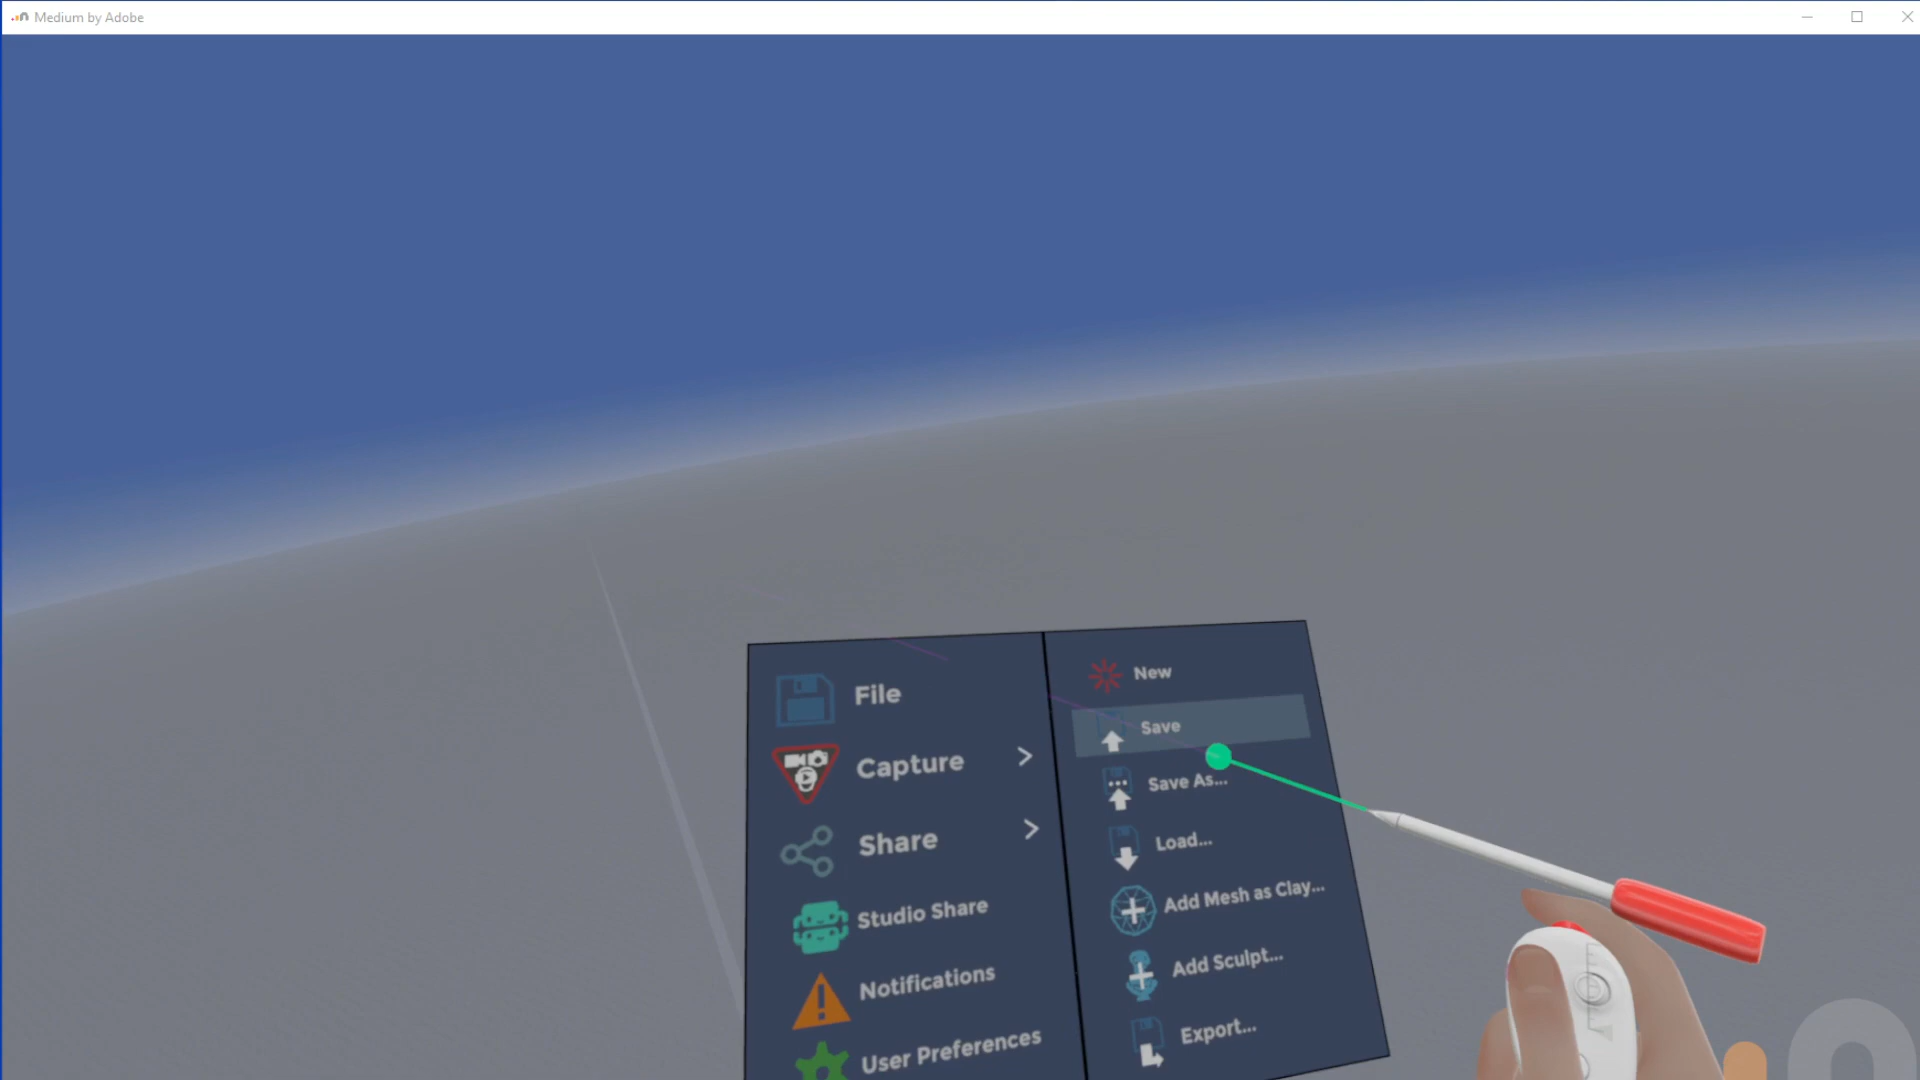 Medium by Adobe
File
Capture
Share
Studio Share
Notifications
User Preferences
New
Save
Save As...
Load...
Add Mesh as Clay...
Add Sculpt...
Export...